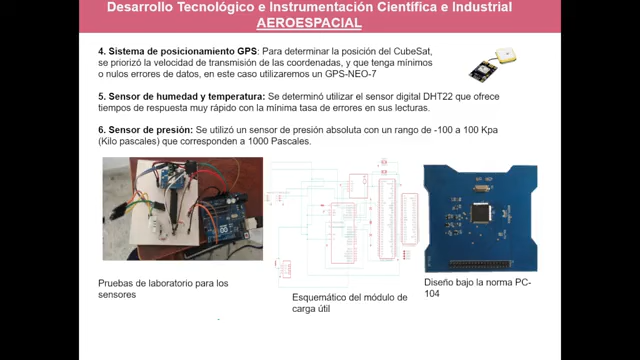 Desarrollo Tecnológico e Instrumentación Científica e Industrial
AEROESPACIAL
4. Sistema de posicionamiento GPS: Para determinar la posición del CubeSat,
se priorizó la velocidad de transmisión de las coordenadas, y que tenga mínimos
o nulos errores de datos, en este caso utilizaremos un GPS-NEO-7
5. Sensor de humedad y temperatura: Se determinó utilizar el sensor digital DHT22 que ofrece
tiempos de respuesta muy rápido con la mínima tasa de errores en sus lecturas.
6. Sensor de presión: Se utilizó un sensor de presión absoluta con un rango de -100 a 100 Kpa
(Kilo pascales) que corresponden a 1000 Pascales.
Pruebas de laboratorio para los
sensores
Esquemático del módulo de
carga útil
Diseño bajo la norma PC-
104